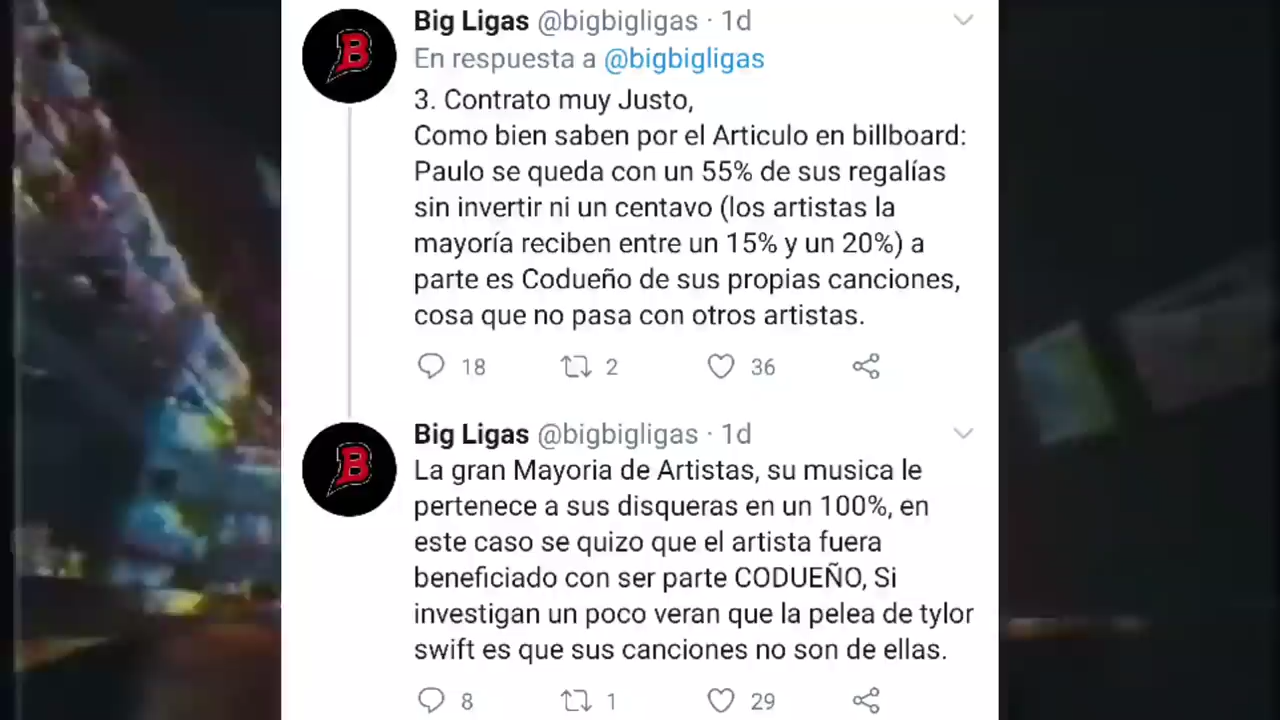 Big Ligas @bigbigligas · 1d
En respuesta a @bigbigligas
3. Contrato muy Justo,
Como bien saben por el Articulo en billboard:
Paulo se queda con un 55% de sus regalías
sin invertir ni un centavo (los artistas la
mayoría reciben entre un 15% y un 20%) a
parte es Codueño de sus propias canciones,
cosa que no pasa con otros artistas.
18 2 36
Big Ligas @bigbigligas · 1d
La gran Mayoria de Artistas, su musica le
pertenece a sus disqueras en un 100%, en
este caso se quizo que el artista fuera
beneficiado con ser parte CODUEÑO, Si
investigan un poco veran que la pelea de tylor
swift es que sus canciones no son de ellas.
8 1 29